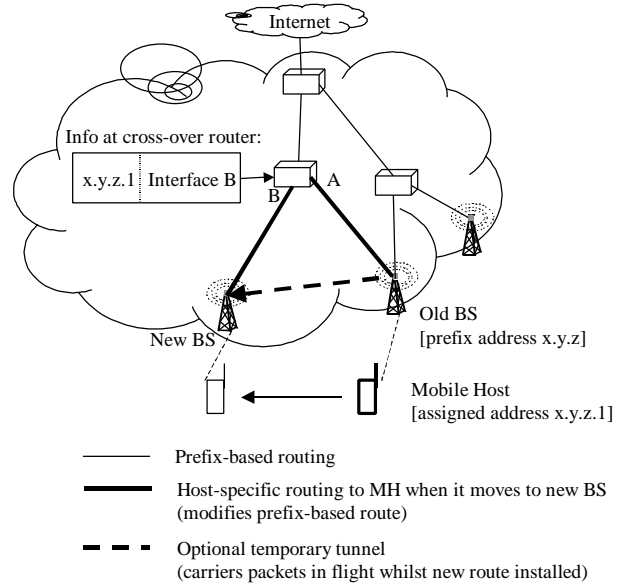 Internet
Info at cross-over router:
x.y.z.1 Interface B
A
B
New BS
Old BS
[prefix address x.y.z]
Mobile Host
[assigned address x.y.z.1]
Prefix-based routing
Host-specific routing to MH when it moves to new BS
(modifies prefix-based route)
Optional temporary tunnel
(carriers packets in flight whilst new route installed)